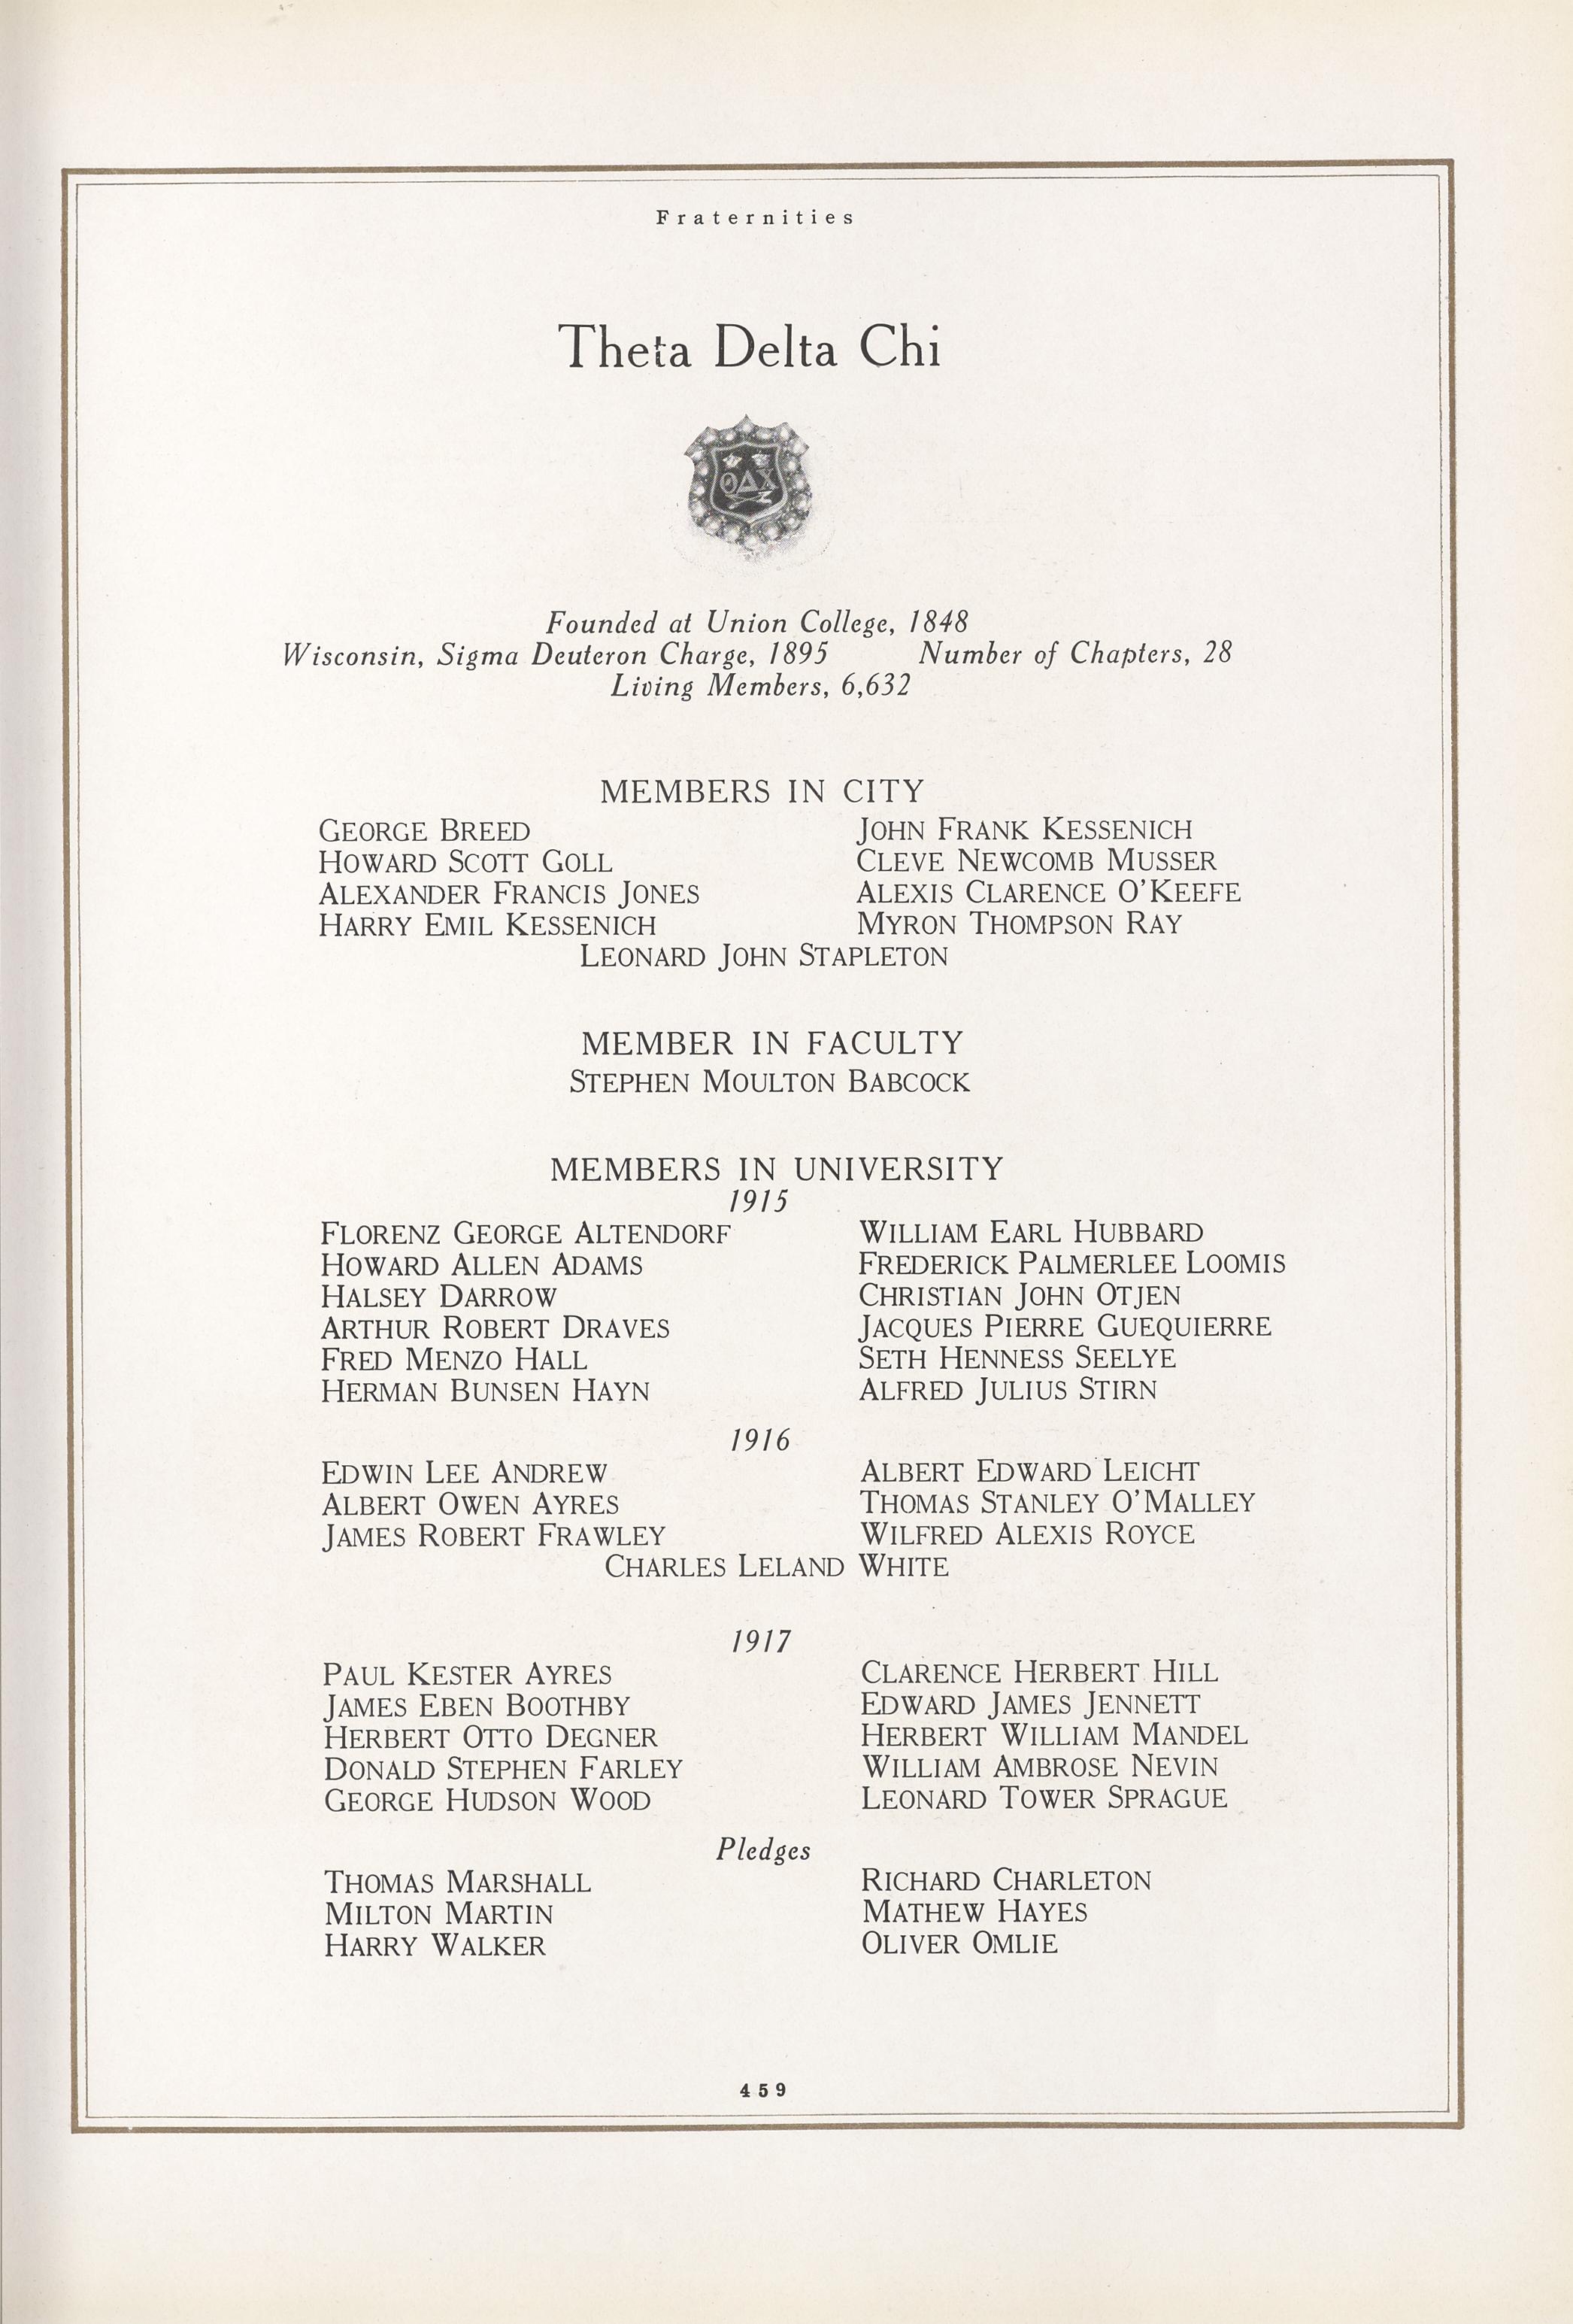 Fraternities
Theta Delta Chi
ΘΔΧ
Founded at Union College, 1848
Wisconsin, Sigma Deuteron Charge, 1895 Number of Chapters, 28
Living Members, 6,632
MEMBERS IN CITY
GEORGE BREED JOHN FRANK KESSENICH
HOWARD SCOTT GOLL CLEVE NEWCOMB MUSSER
ALEXANDER FRANCIS JONES ALEXIS CLARENCE O'KEEFE
HARRY EMIL KESSENICH MYRON THOMPSON RAY
LEONARD JOHN STAPLETON
MEMBER IN FACULTY
STEPHEN MOULTON BABCOCK
MEMBERS IN UNIVERSITY
1915
FLORENZ GEORGE ALTENDORF WILLIAM EARL HUBBARD
HOWARD ALLEN ADAMS FREDERICK PALMERLEE LOOMIS
HALSEY DARROW CHRISTIAN JOHN OTJEN
ARTHUR ROBERT DRAVES JACQUES PIERRE GUEQUIERRE
FRED MENZO HALL SETH HENNESS SEELYE
HERMAN BUNSEN HAYN ALFRED JULIUS STIRN
1916
EDWIN LEE ANDREW ALBERT EDWARD LEICHT
ALBERT OWEN AYRES THOMAS STANLEY O'MALLEY
JAMES ROBERT FRAWLEY WILFRED ALEXIS ROYCE
CHARLES LELAND WHITE
1917
PAUL KESTER AYRES CLARENCE HERBERT HILL
JAMES EBEN BOOTHBY EDWARD JAMES JENNETT
HERBERT OTTO DEGNER HERBERT WILLIAM MANDEL
DONALD STEPHEN FARLEY WILLIAM AMBROSE NEVIN
GEORGE HUDSON WOOD LEONARD TOWER SPRAGUE
Pledges
THOMAS MARSHALL RICHARD CHARLETON
MILTON MARTIN MATHEW HAYES
HARRY WALKER OLIVER OMLIE
459